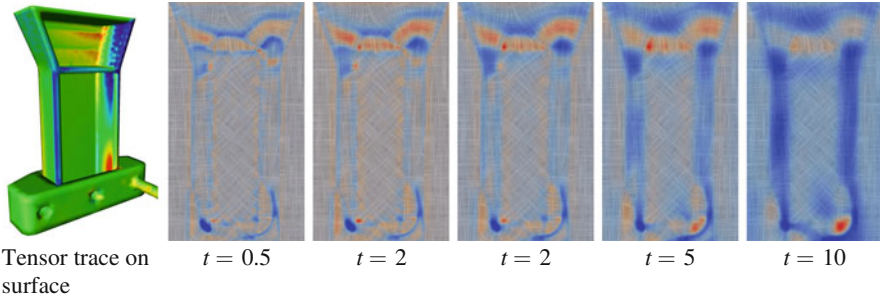 Tensor trace on
surface
t = 0.5
t = 2
t = 2
t = 5
t = 10